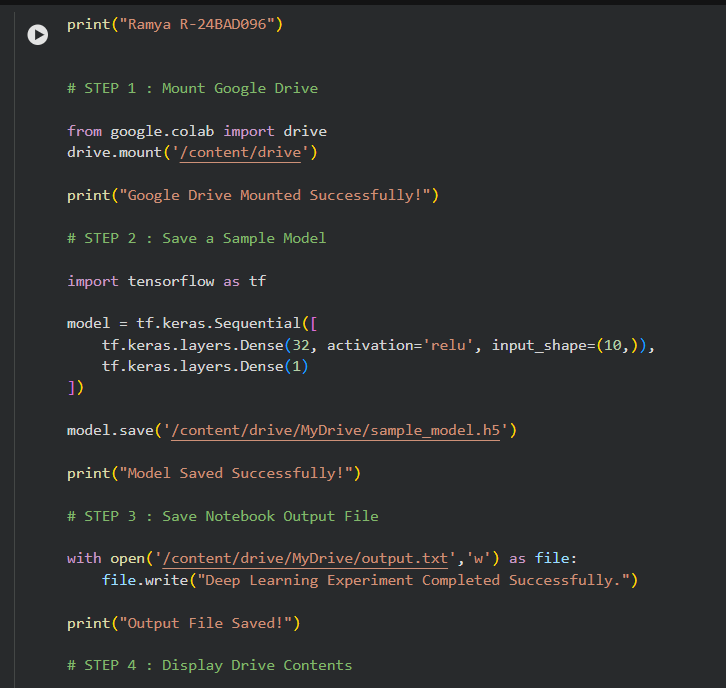 print("Ramya R-24BAD096")
# STEP 1 : Mount Google Drive
from google.colab import drive
drive.mount('/content/drive')
print("Google Drive Mounted Successfully!")
# STEP 2 : Save a Sample Model
import tensorflow as tf
model = tf.keras.Sequential([
    tf.keras.layers.Dense(32, activation='relu', input_shape=(10,)),
    tf.keras.layers.Dense(1)
])
model.save('/content/drive/MyDrive/sample_model.h5')
print("Model Saved Successfully!")
# STEP 3 : Save Notebook Output File
with open('/content/drive/MyDrive/output.txt','w') as file:
    file.write("Deep Learning Experiment Completed Successfully.")
print("Output File Saved!")
# STEP 4 : Display Drive Contents